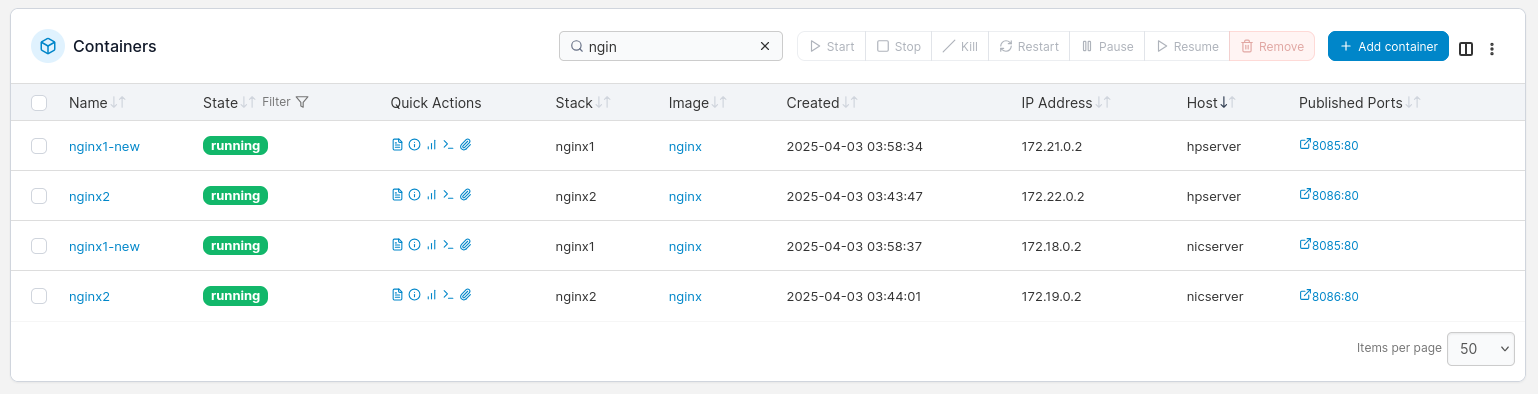 Containers ngin Start Stop Kill Restart Pause Resume Remove Add container
Name State Filter Quick Actions Stack Image Created IP Address Host Published Ports
nginx1-new running nginx1 nginx 2025-04-03 03:58:34 172.21.0.2 hpserver 8085:80
nginx2 running nginx2 nginx 2025-04-03 03:43:47 172.22.0.2 hpserver 8086:80
nginx1-new running nginx1 nginx 2025-04-03 03:58:37 172.18.0.2 nicserver 8085:80
nginx2 running nginx2 nginx 2025-04-03 03:44:01 172.19.0.2 nicserver 8086:80
Items per page 50